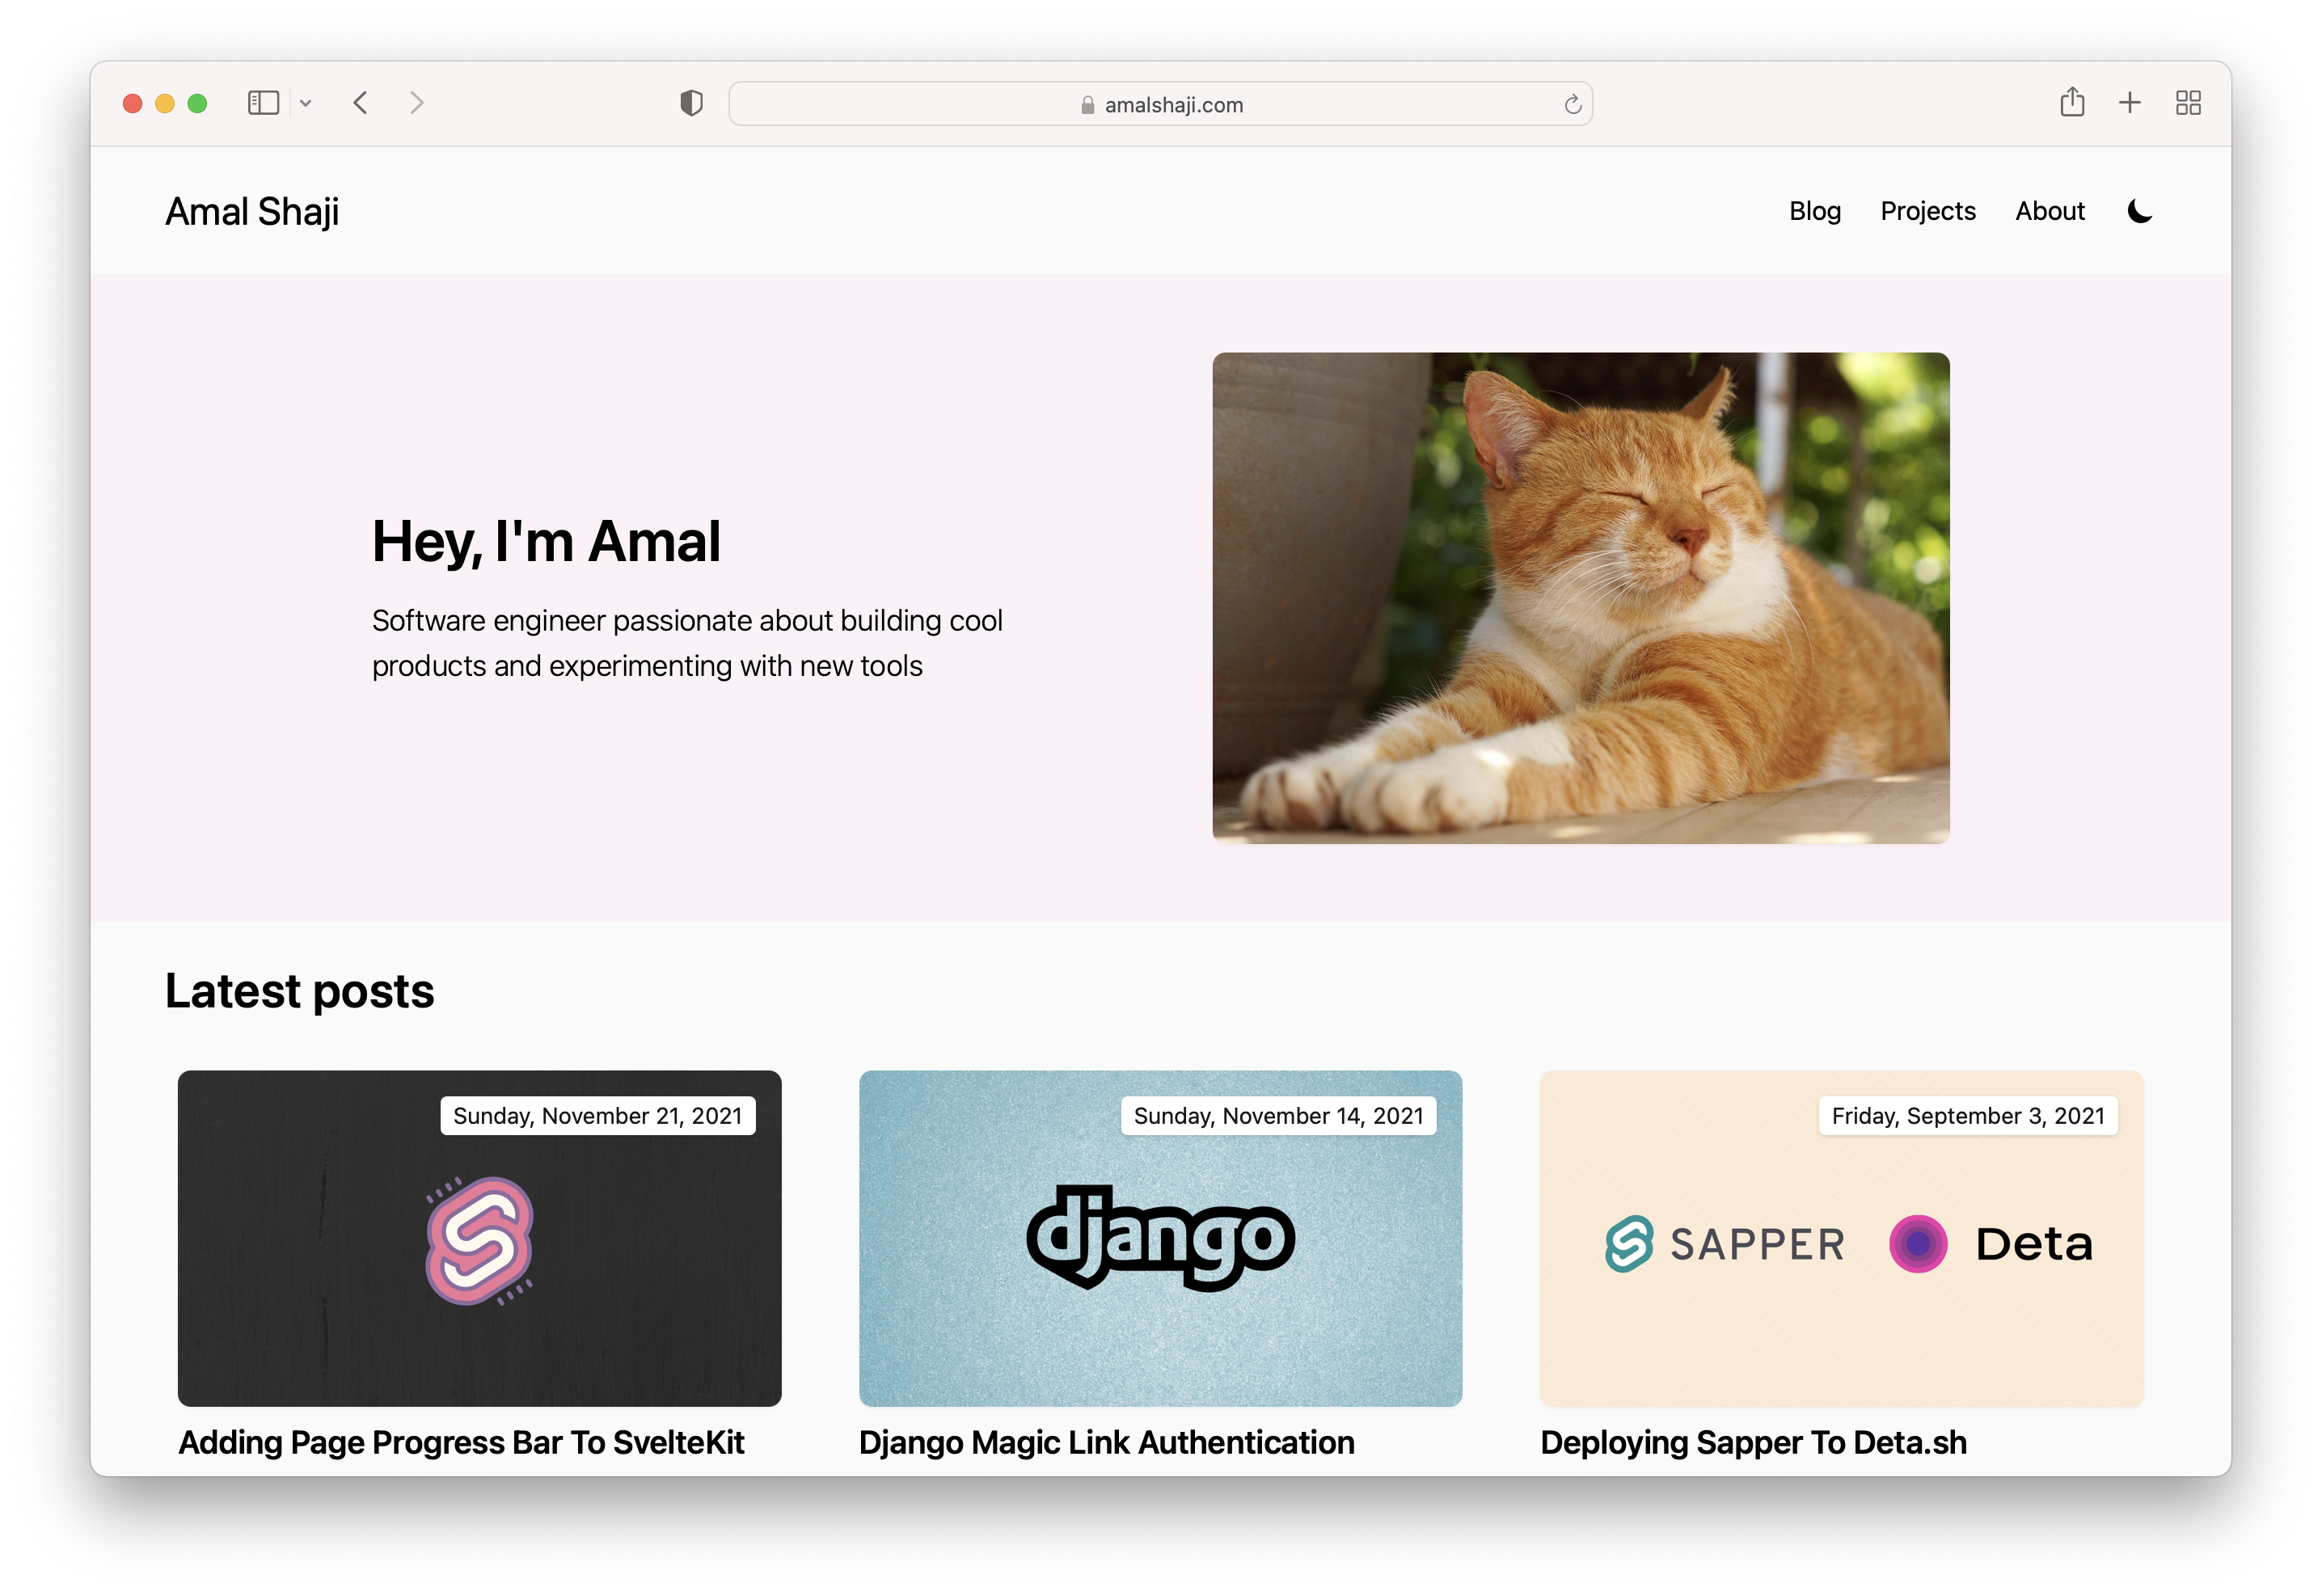 amalshaji.com
Amal Shaji
Blog Projects About
Hey, I'm Amal
Software engineer passionate about building cool
products and experimenting with new tools
Latest posts
Sunday, November 21, 2021
Adding Page Progress Bar To SvelteKit
Sunday, November 14, 2021
django
Django Magic Link Authentication
Friday, September 3, 2021
SAPPER Deta
Deploying Sapper To Deta.sh